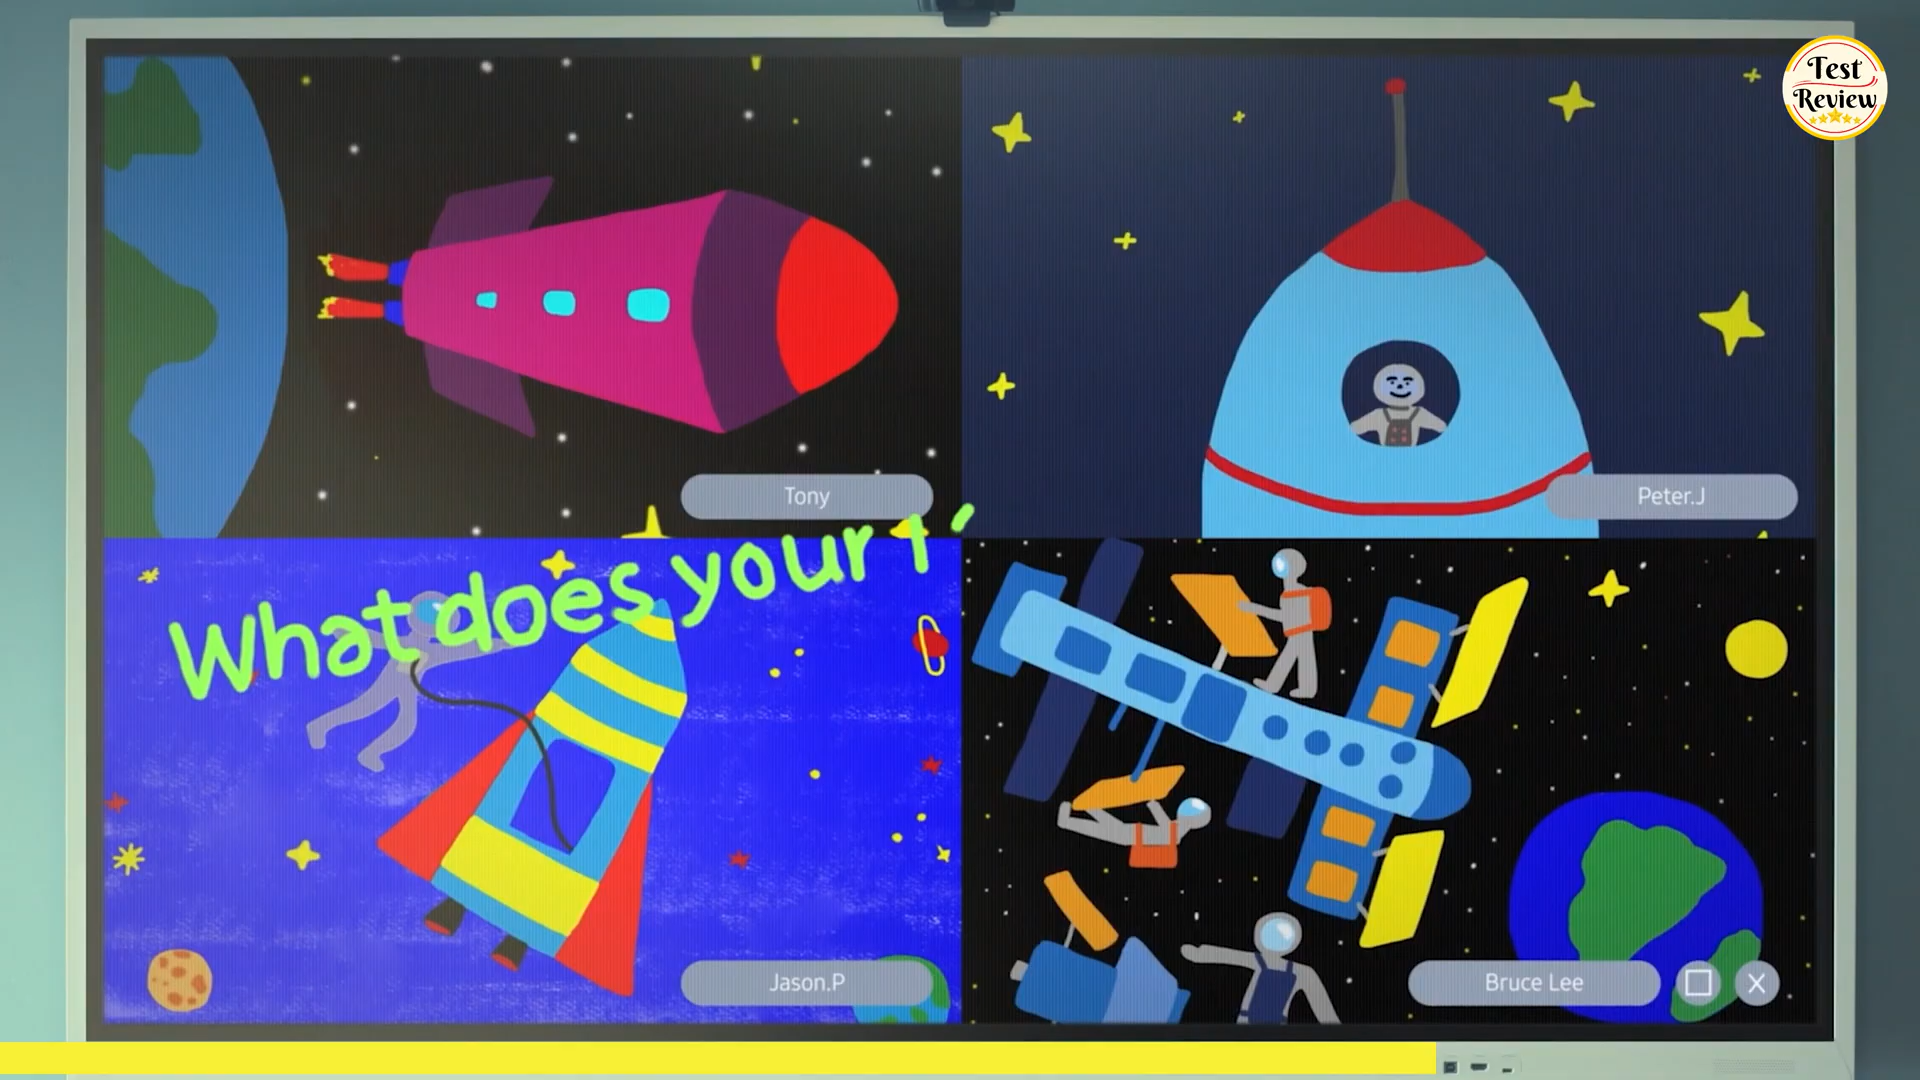 Test
Review
Tony
Peter.J
What does your
Jason.P
Bruce Lee